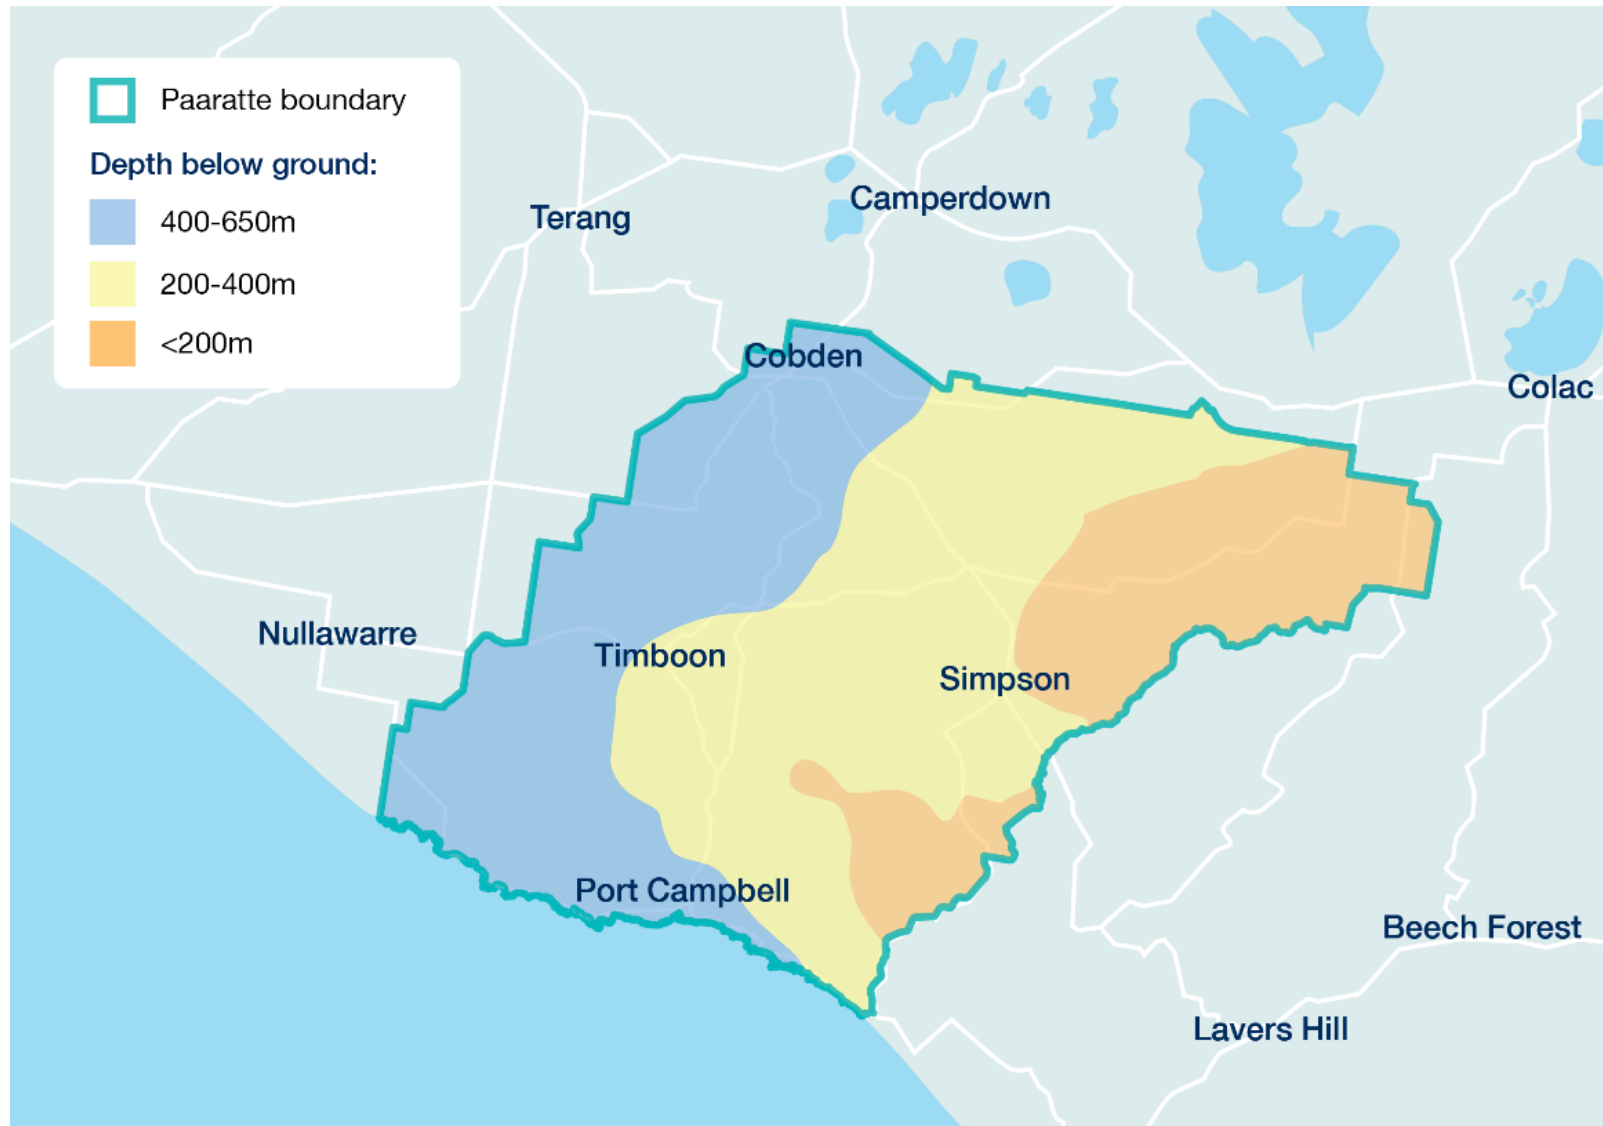 Paaratte boundary
Depth below ground:
400-650m
200-400m
<200m
Terang
Camperdown
Cobden
Colac
Nullawarre
Timboon
Simpson
Port Campbell
Beech Forest
Lavers Hill